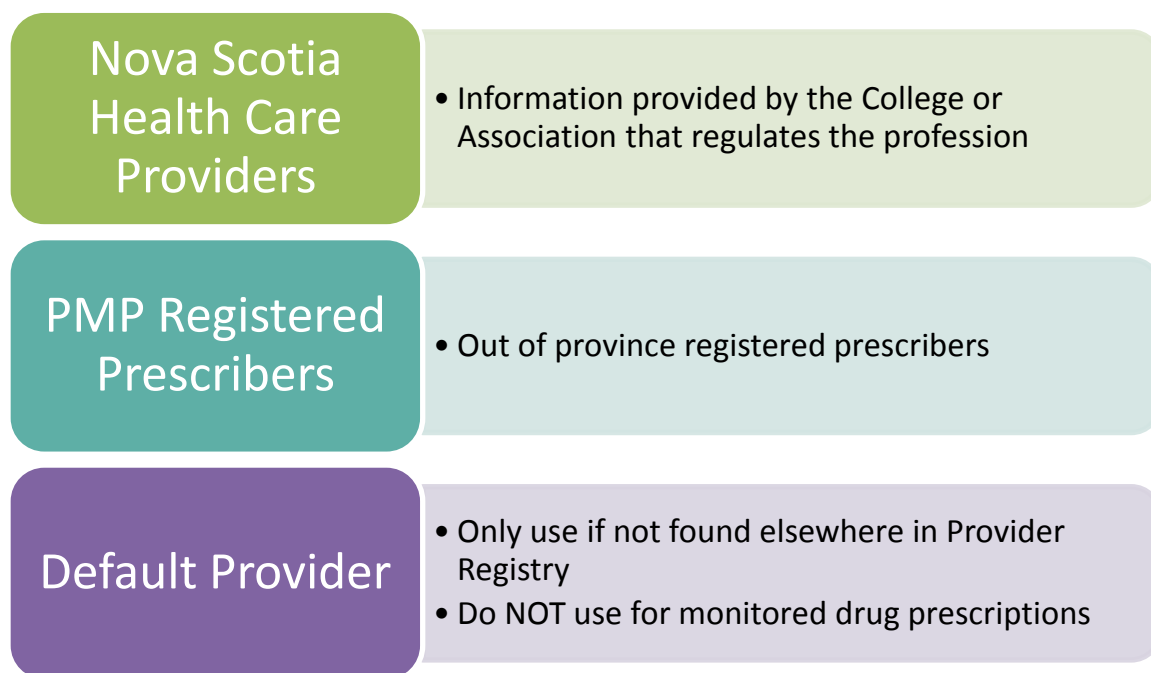 Nova Scotia
Health Care
Providers
• Information provided by the College or
Association that regulates the profession
PMP Registered
Prescribers
• Out of province registered prescribers
Default Provider
• Only use if not found elsewhere in Provider
Registry
• Do NOT use for monitored drug prescriptions